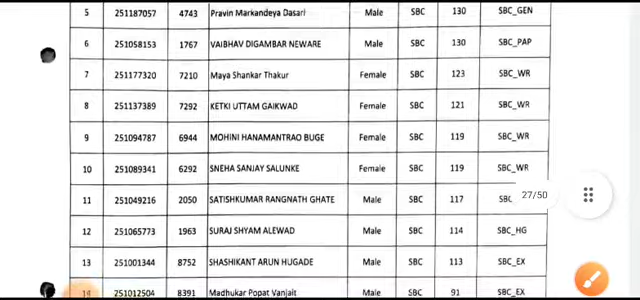 5 251187057 4743 Pravin Markandeya Dasari Male SBC 130 SBC_GEN
6 251058153 1767 VAIBHAV DIGAMBAR NEWARE Male SBC 130 SBC_PAP
7 251177320 7210 Maya Shankar Thakur Female SBC 123 SBC_WR
8 251137389 7292 KETKI UTTAM GAIKWAD Female SBC 121 SBC_WR
9 251094787 6944 MOHINI HANAMANTRAO BUGE Female SBC 119 SBC_WR
10 251089341 6292 SNEHA SANJAY SALUNKE Female SBC 119 SBC_WR
11 251049216 2050 SATISHKUMAR RANGNATH GHATE Male SBC 117 SBC 27/50
12 251065773 1963 SURAJ SHYAM ALEWAD Male SBC 114 SBC_HG
13 251001344 8752 SHASHIKANT ARUN HUGADE Male SBC 113 SBC_EX
14 251012504 8391 Madhukar Popat Vanjait Male SBC 91 SBC_EX